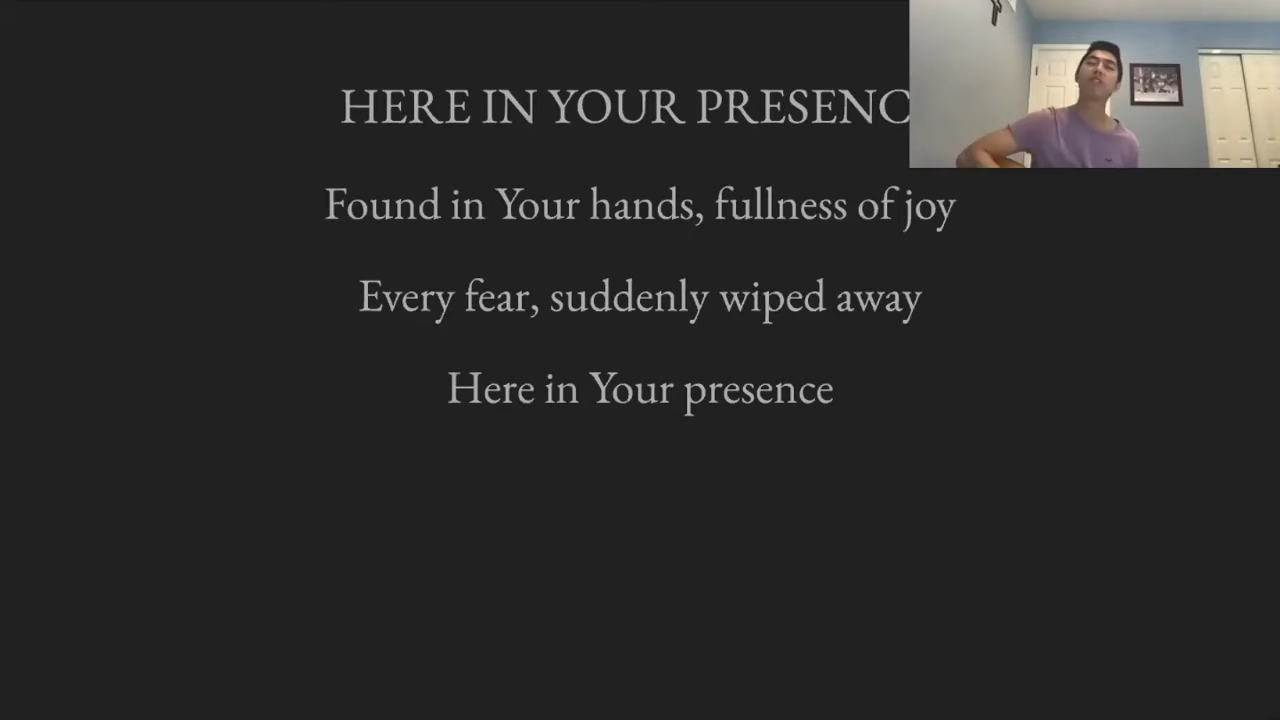 HERE IN YOUR PRESENC
Found in Your hands, fullness of joy
Every fear, suddenly wiped away
Here in Your presence